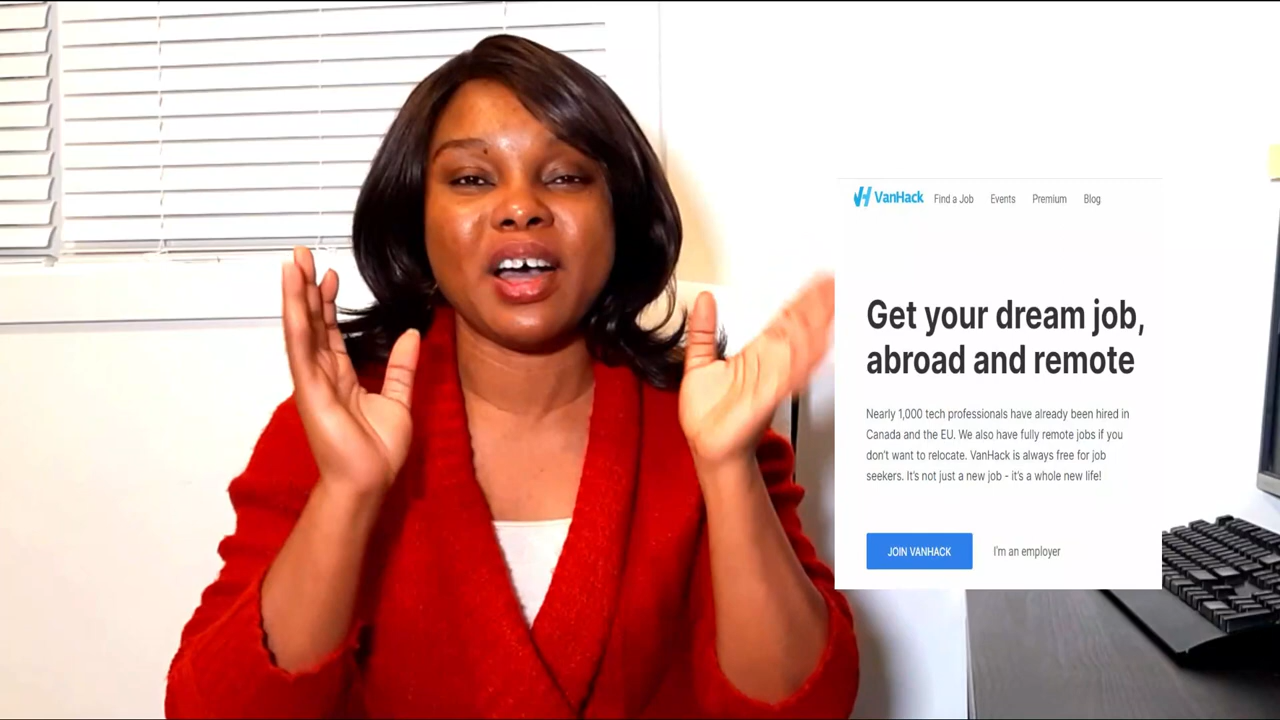 VanHack Find a Job Events Premium Blog
Get your dream job,
abroad and remote
Nearly 1,000 tech professionals have already been hired in
Canada and the EU. We also have fully remote jobs if you
don't want to relocate. VanHack is always free for job
seekers. It's not just a new job - it's a whole new life!
JOIN VANHACK I'm an employer